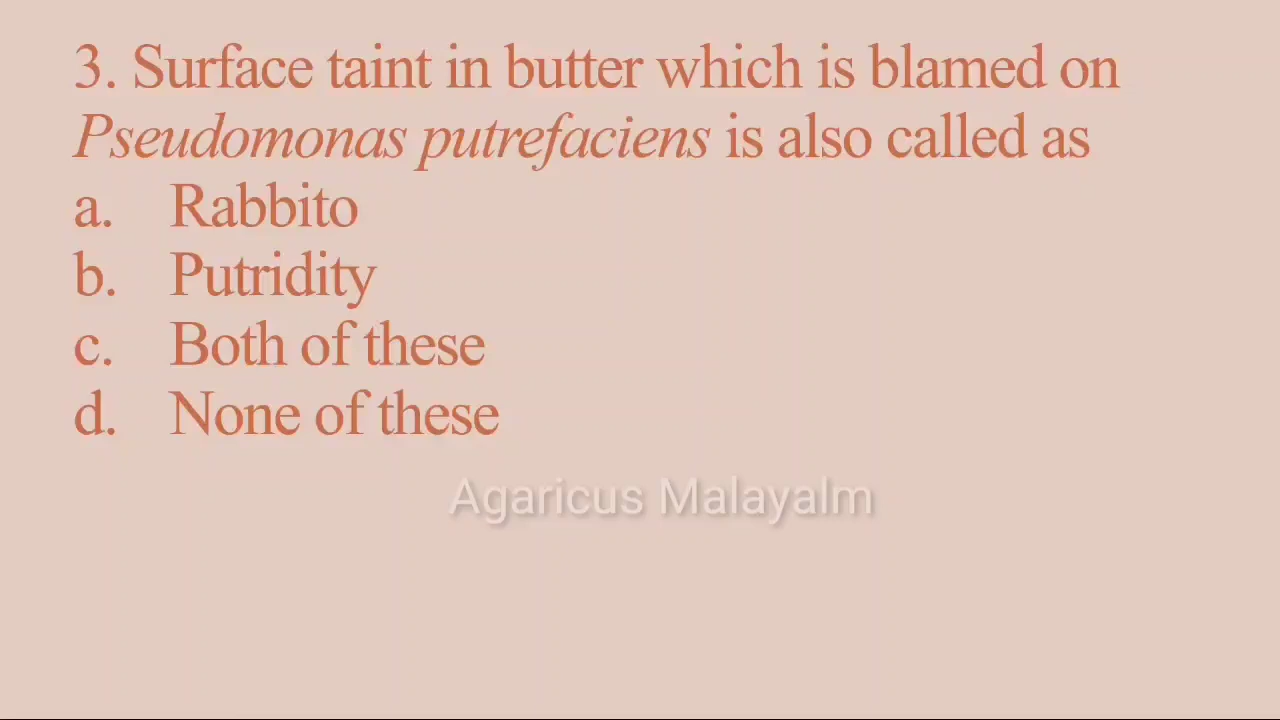 3. Surface taint in butter which is blamed on
Pseudomonas putrefaciens is also called as
a. Rabbito
b. Putridity
c. Both of these
d. None of these
Agaricus Malayalm